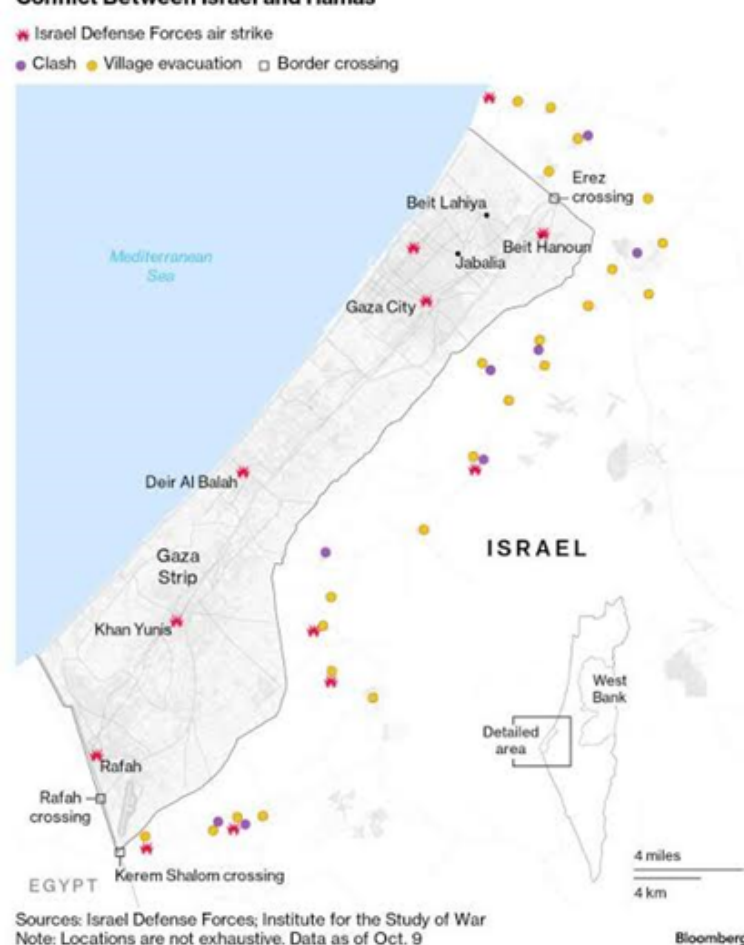 Conflict Between Israel and Hamas
Israel Defense Forces air strike
Clash Village evacuation Border crossing
Erez
crossing
Beit Lahiya
Beit Hanoun
Mediterranean
Sea
Jabalia
Gaza City
Deir Al Balah
ISRAEL
Gaza
Strip
Khan Yunis
West
Bank
Detailed
area
Rafah
Rafah
crossing
4 miles
Kerem Shalom crossing
EGYPT
4 km
Sources: Israel Defense Forces; Institute for the Study of War
Note: Locations are not exhaustive. Data as of Oct. 9
Bloomberg